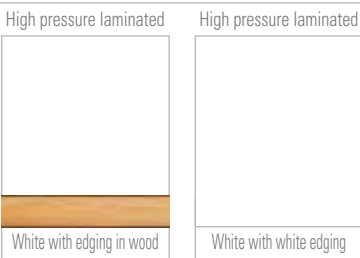 High pressure laminated
High pressure laminated
White with edging in wood
White with white edging